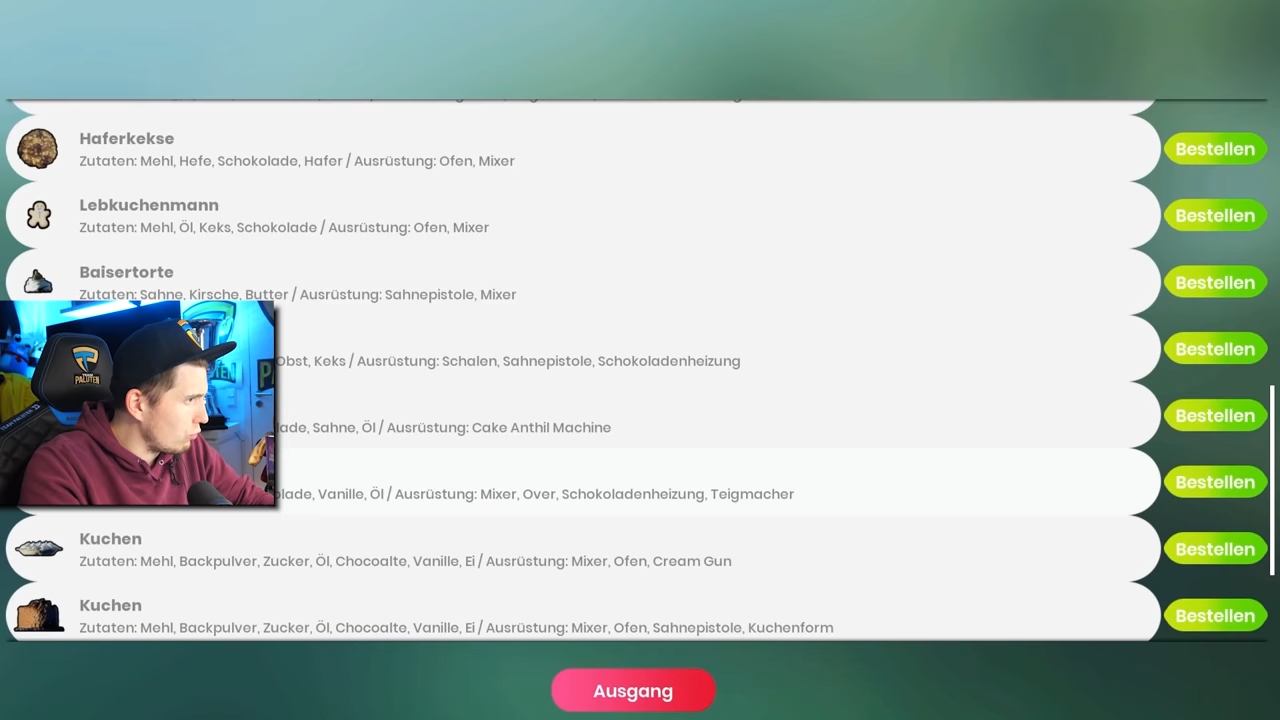 Haferkekse
Zutaten: Mehl, Hefe, Schokolade, Hafer / Ausrüstung: Ofen, Mixer
Bestellen
Lebkuchenmann
Zutaten: Mehl, Öl, Keks, Schokolade / Ausrüstung: Ofen, Mixer
Bestellen
Baisertorte
Zutaten: Sahne, Kirsche, Butter / Ausrüstung: Sahnepistole, Mixer
Bestellen
Obst, Keks / Ausrüstung: Schalen, Sahnepistole, Schokoladenheizung
Bestellen
lade, Sahne, Öl / Ausrüstung: Cake Anthil Machine
Bestellen
olade, Vanille, Öl / Ausrüstung: Mixer, Over, Schokoladenheizung, Teigmacher
Bestellen
Kuchen
Zutaten: Mehl, Backpulver, Zucker, Öl, Chocoalte, Vanille, Ei / Ausrüstung: Mixer, Ofen, Cream Gun
Bestellen
Kuchen
Zutaten: Mehl, Backpulver, Zucker, Öl, Chocoalte, Vanille, Ei / Ausrüstung: Mixer, Ofen, Sahnepistole, Kuchenform
Bestellen
Ausgang
PALUTEN